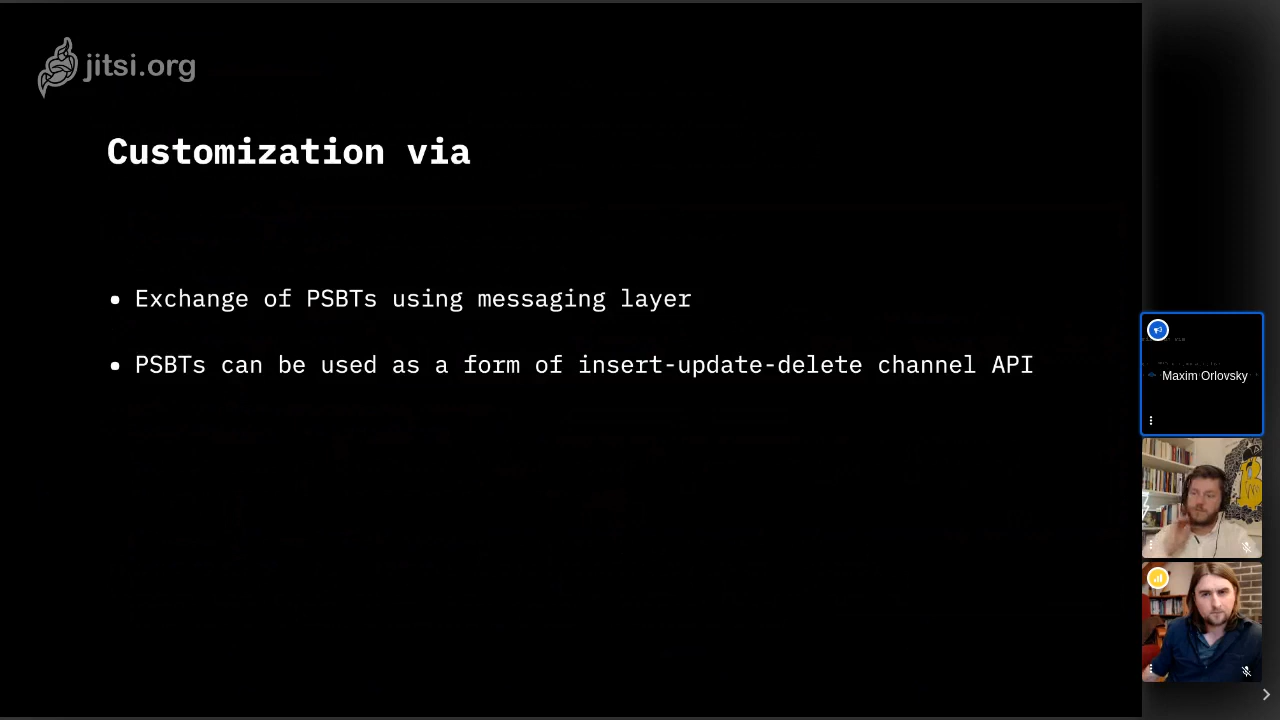 jitsi.org
Customization via
• Exchange of PSBTs using messaging layer
• PSBTs can be used as a form of insert-update-delete channel API
Maxim Orlovsky